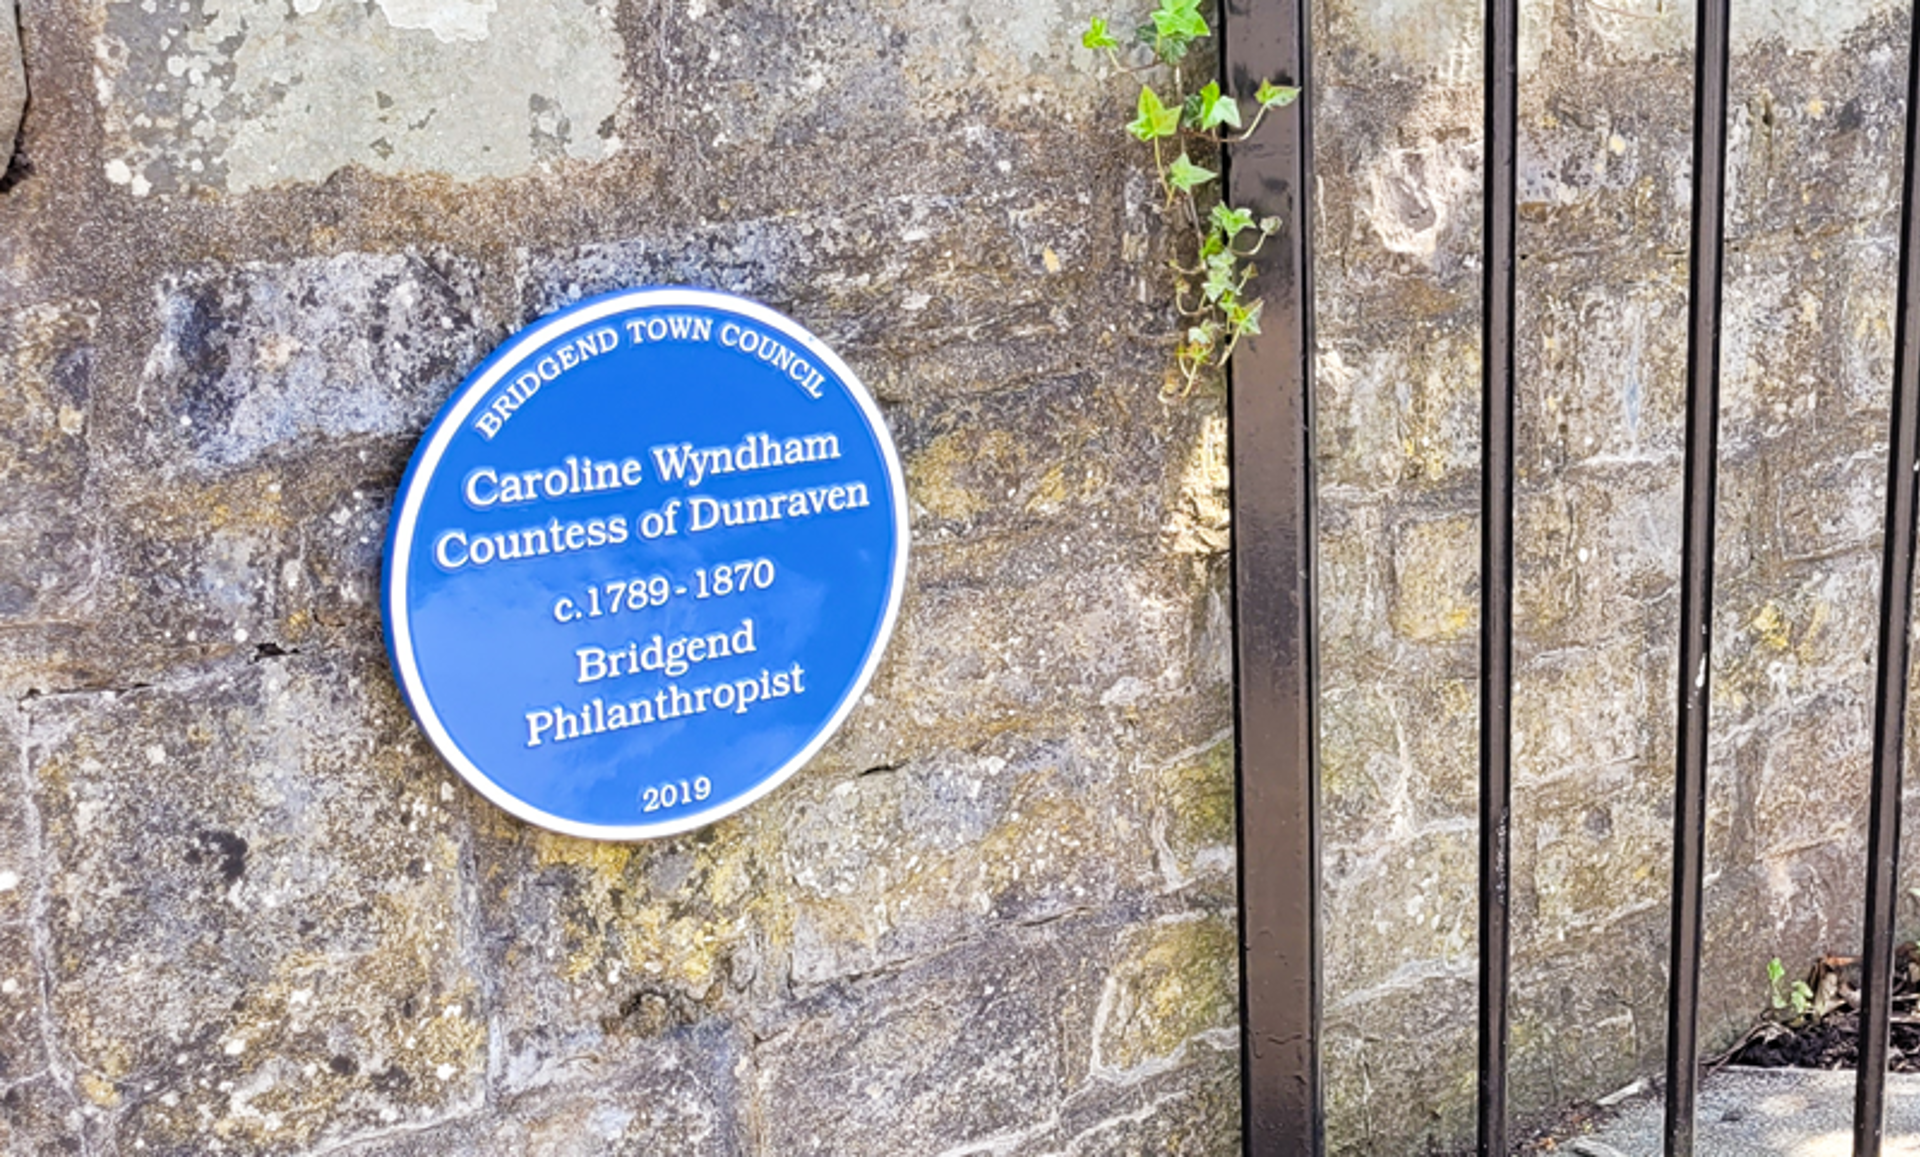 BRIDGEND TOWN COUNCIL
Caroline Wyndham
Countess of Dunraven
c.1789-1870
Bridgend
Philanthropist
2019